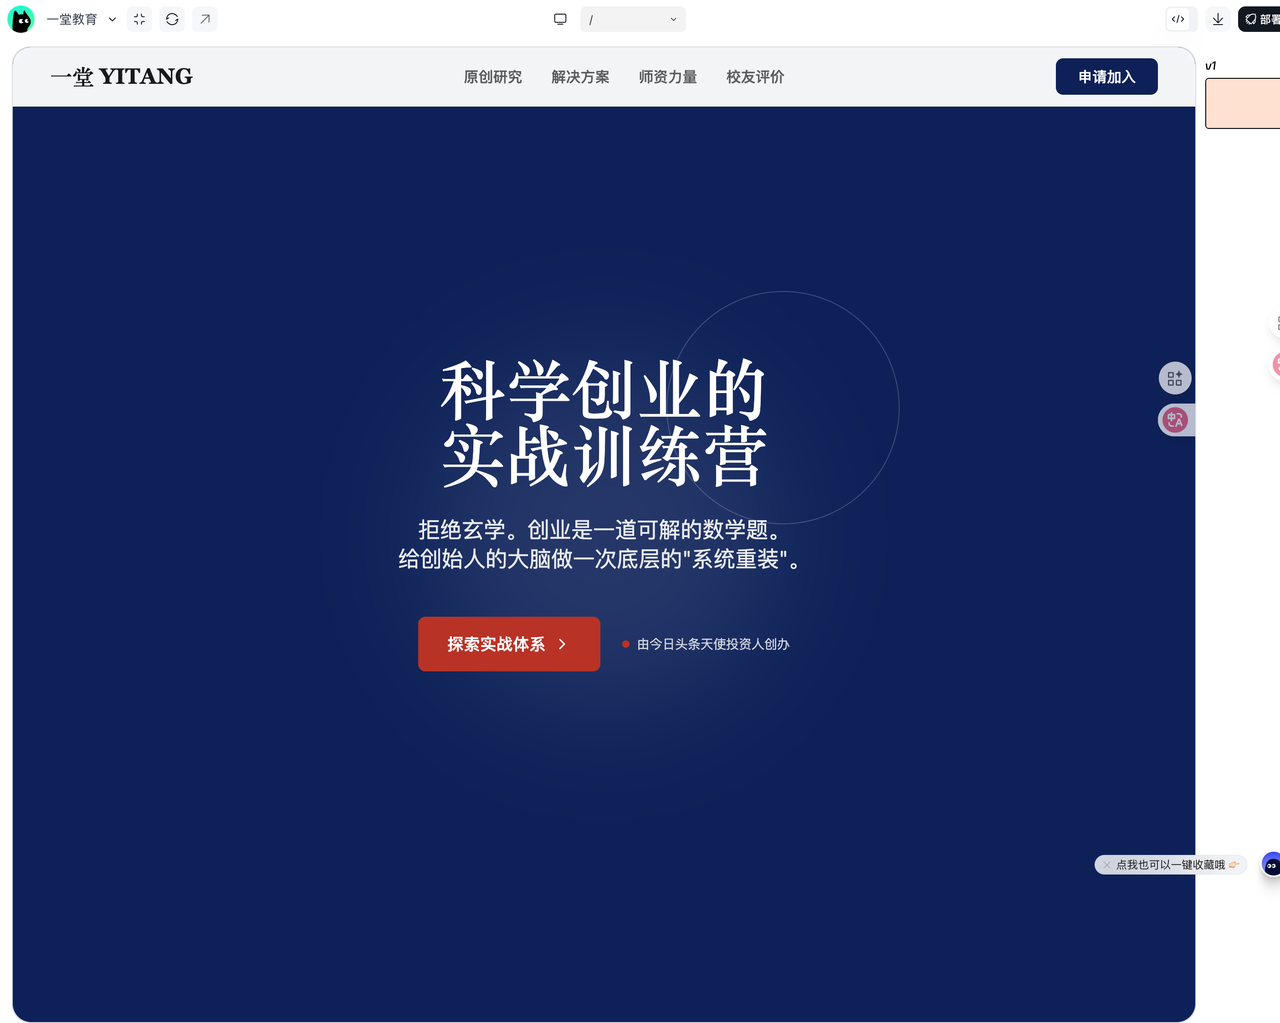 一堂教育
/
</>
部署
v1
一堂 YITANG
原创研究
解决方案
师资力量
校友评价
申请加入
科学创业的
实战训练营
拒绝玄学。创业是一道可解的数学题。
给创始人的大脑做一次底层的"系统重装"。
探索实战体系
由今日头条天使投资人创办
中A
点我也可以一键收藏哦 👉